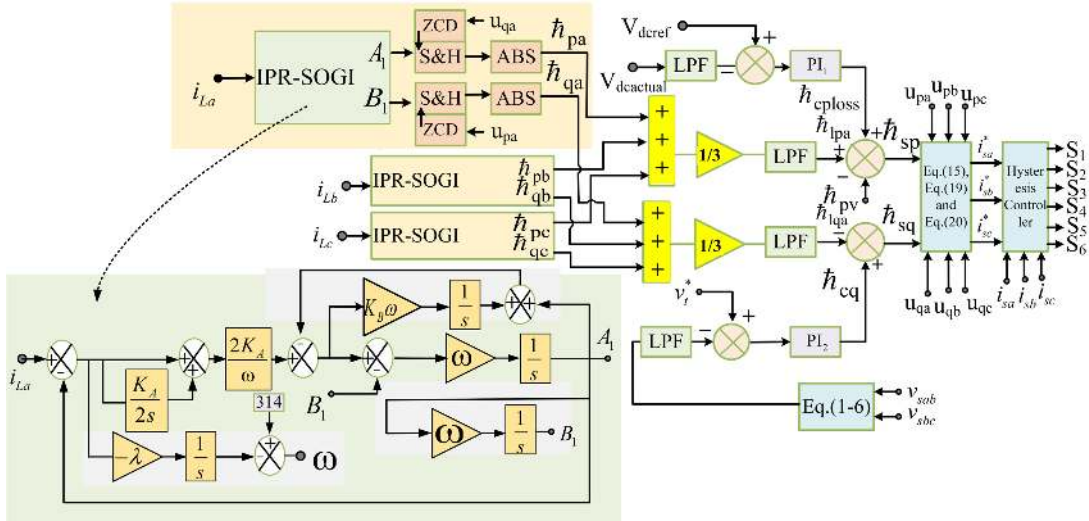 ZCD
u_qa
V_dcref
A_1
S&H
ABS
ħ_pa
IPR-SOGI
i_La
LPF
PI_1
V_dcactual
ħ_qa
B_1
S&H
ABS
ZCD
u_pa
ħ_cploss
u_pa
u_pb
u_pc
ħ_lpa
ħ_sp
1/3
LPF
i*_sa
i*_sb
i*_sc
Eq.(15),
Eq.(19)
and
Eq.(20)
Hyster
esis
Control
ler
S_1
S_2
S_3
S_4
S_5
S_6
i_Lb
IPR-SOGI
ħ_pb
ħ_qb
ħ_pv
ħ_lqa
ħ_sq
i_Lc
IPR-SOGI
ħ_pc
ħ_qc
1/3
LPF
ħ_cq
u_qa
u_qb
u_qc
i_sa
i_sb
i_sc
v_t*
LPF
PI_2
K_Bω
1/s
A_1
i_La
2K_A/ω
ω
1/s
K_A/2s
314
B_1
Eq.(1-6)
v_sab
v_sbc
-λ
1/s
ω
ω
1/s
B_1